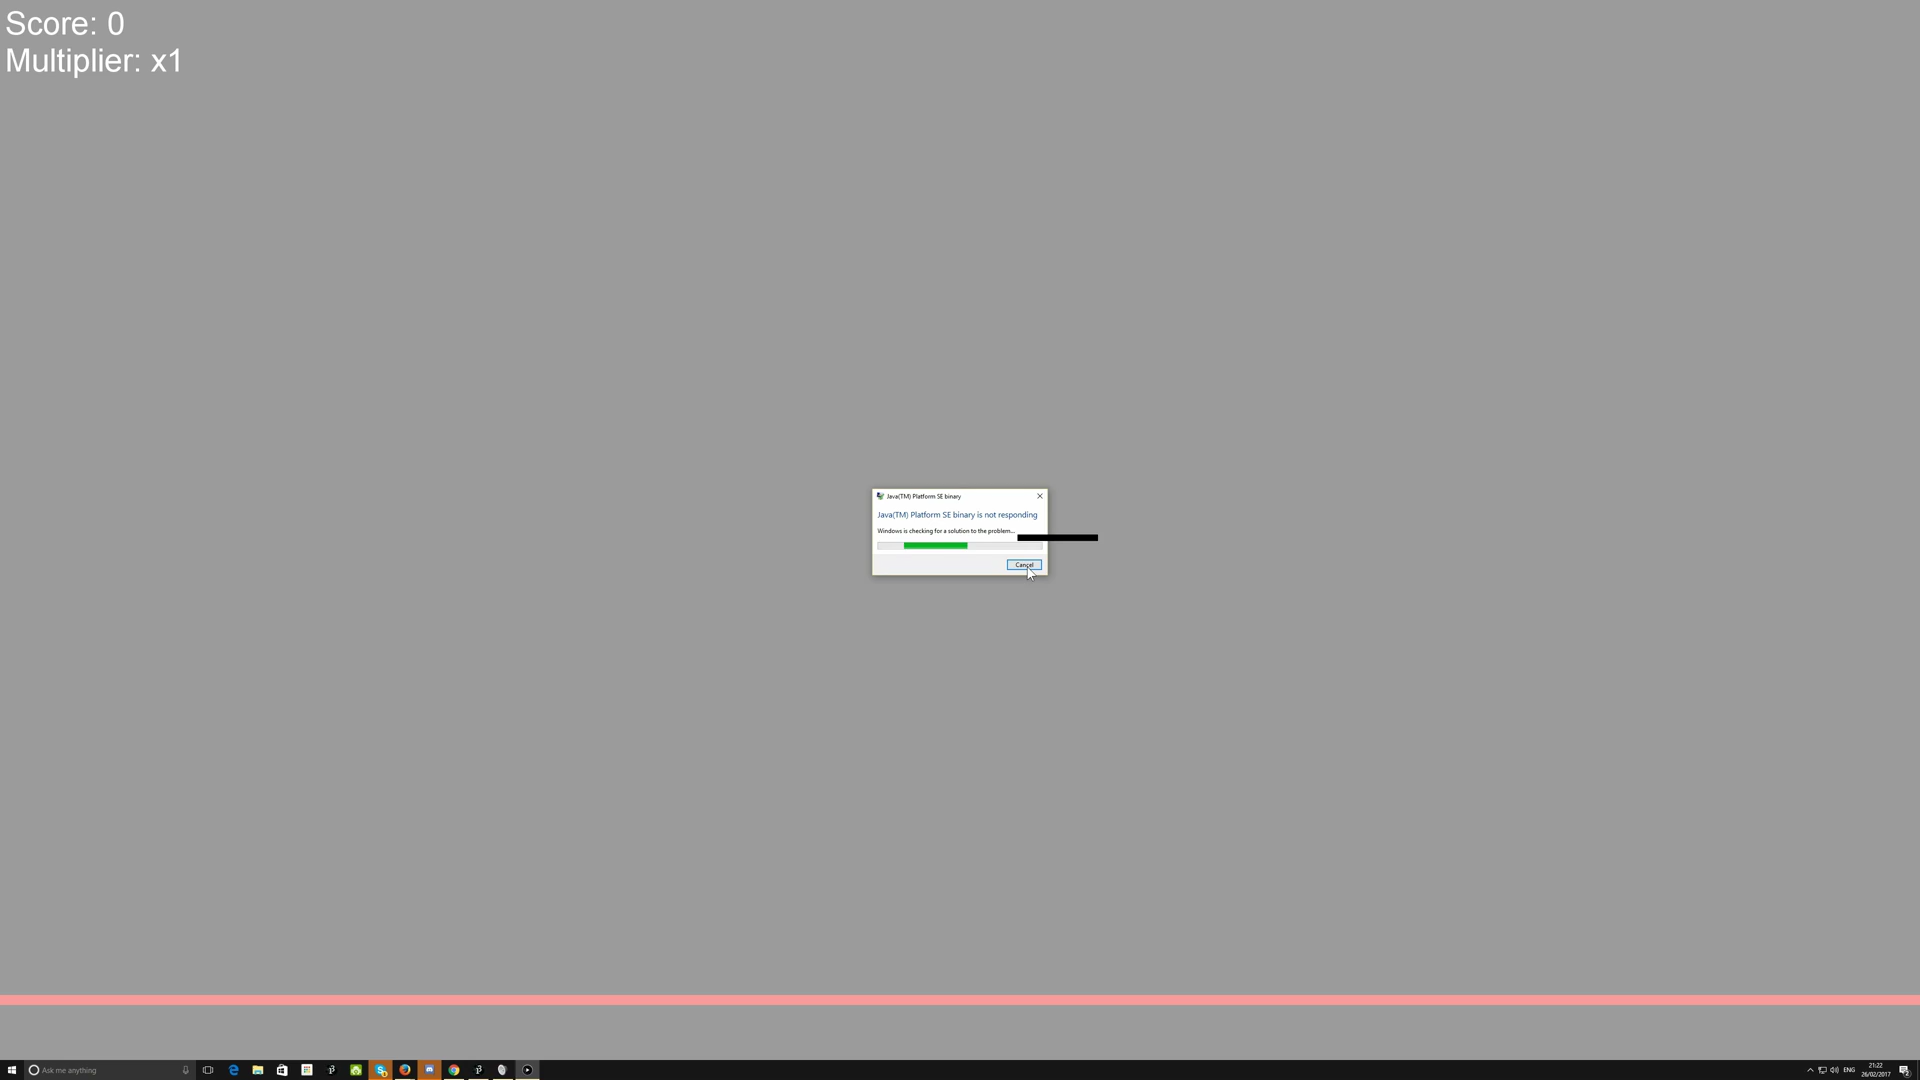 Score: 0
Multiplier: x1
Java(TM) Platform SE binary
Java(TM) Platform SE binary is not responding
Windows is checking for a solution to the problem...
Cancel
Ask me anything
ENG
21:22
26/02/2017